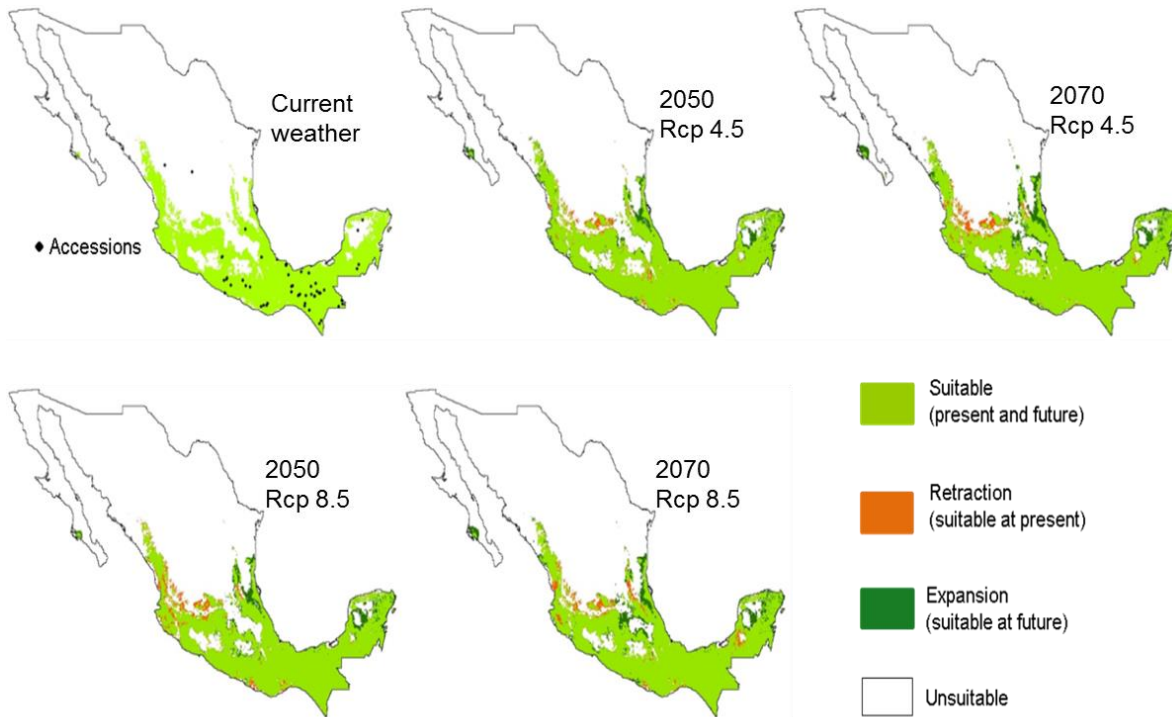 Current
weather
Accessions
2050
Rcp 4.5
2070
Rcp 4.5
2050
Rcp 8.5
2070
Rcp 8.5
Suitable
(present and future)
Retraction
(suitable at present)
Expansion
(suitable at future)
Unsuitable